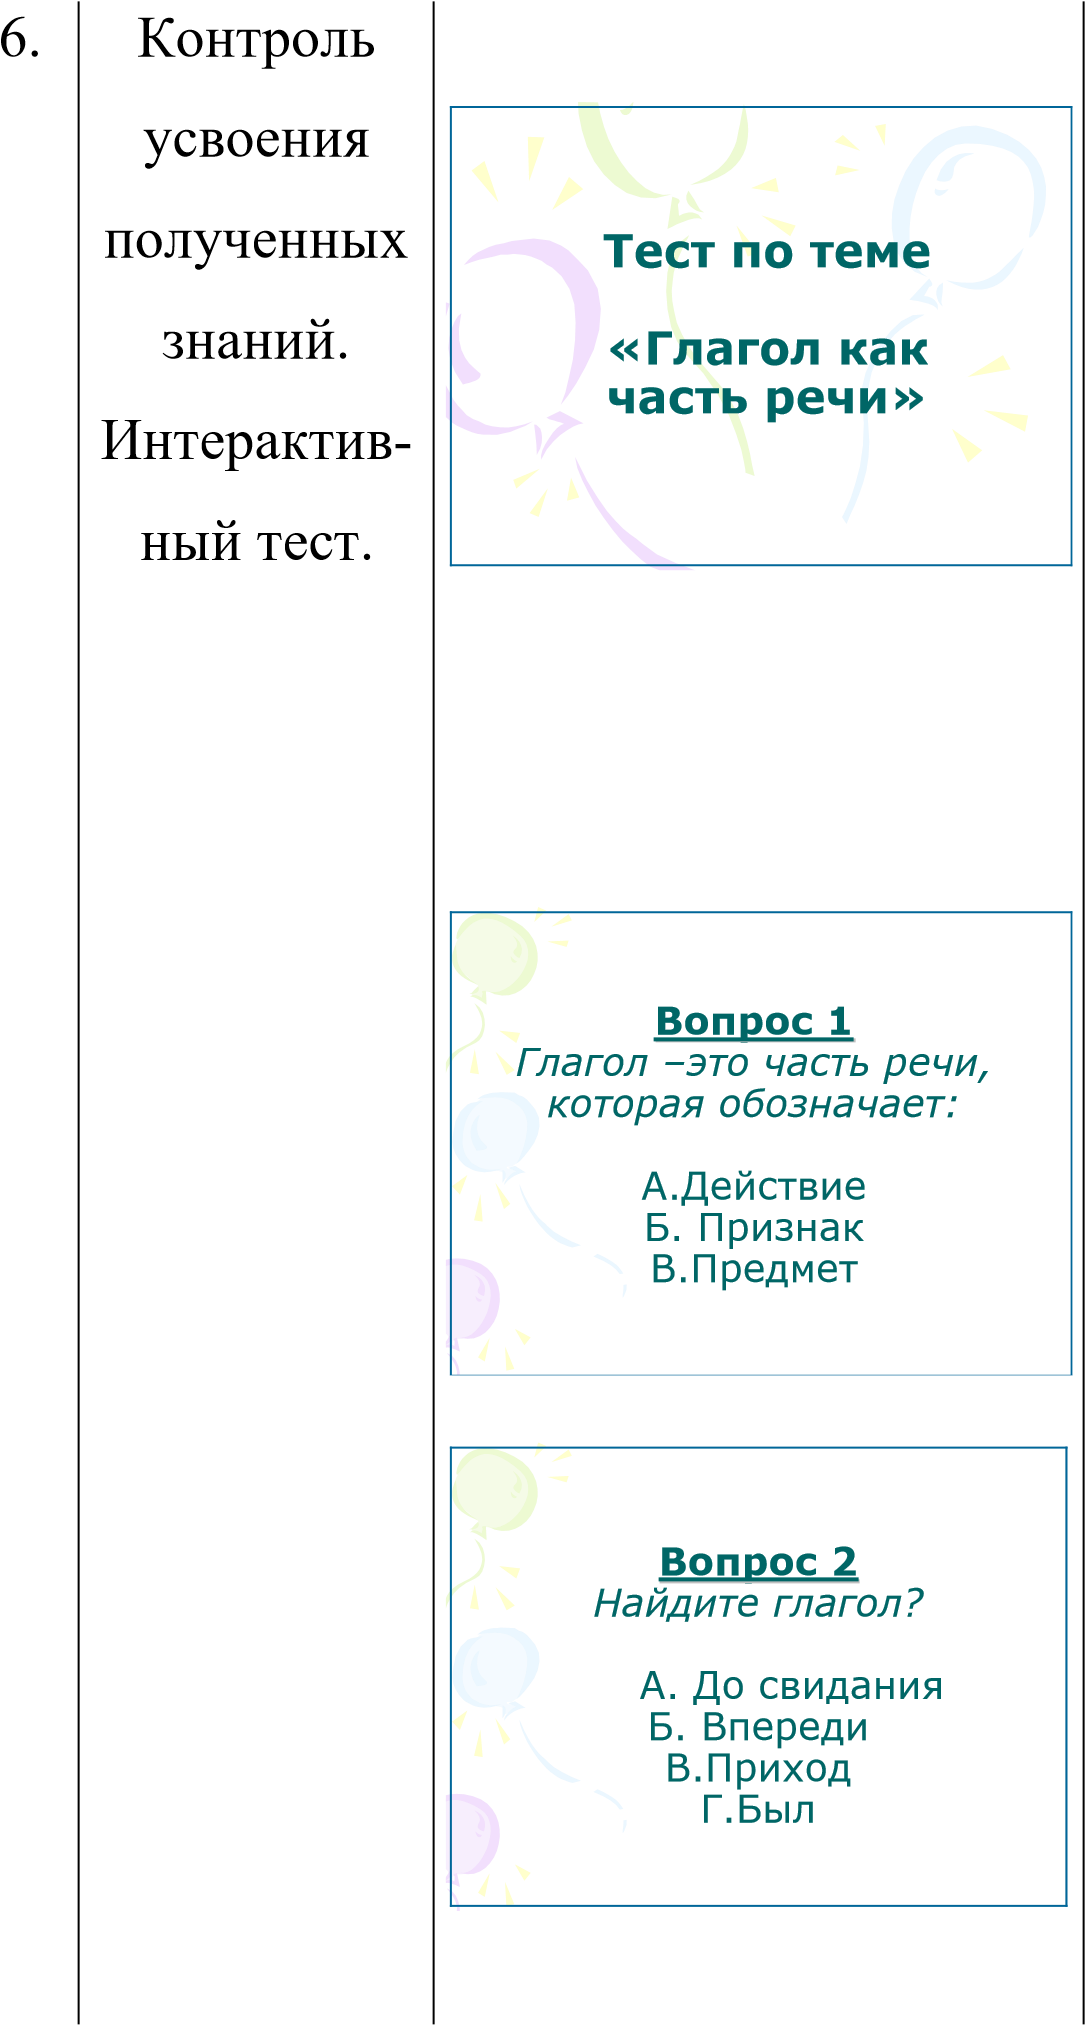 6.
Контроль
усвоения
полученных
знаний.
Интерактив-
ный тест.
Тест по теме
«Глагол как
часть речи»
Вопрос 1
Глагол –это часть речи,
которая обозначает:
А.Действие
Б. Признак
В.Предмет
Вопрос 2
Найдите глагол?
А. До свидания
Б. Впереди
В.Приход
Г.Был